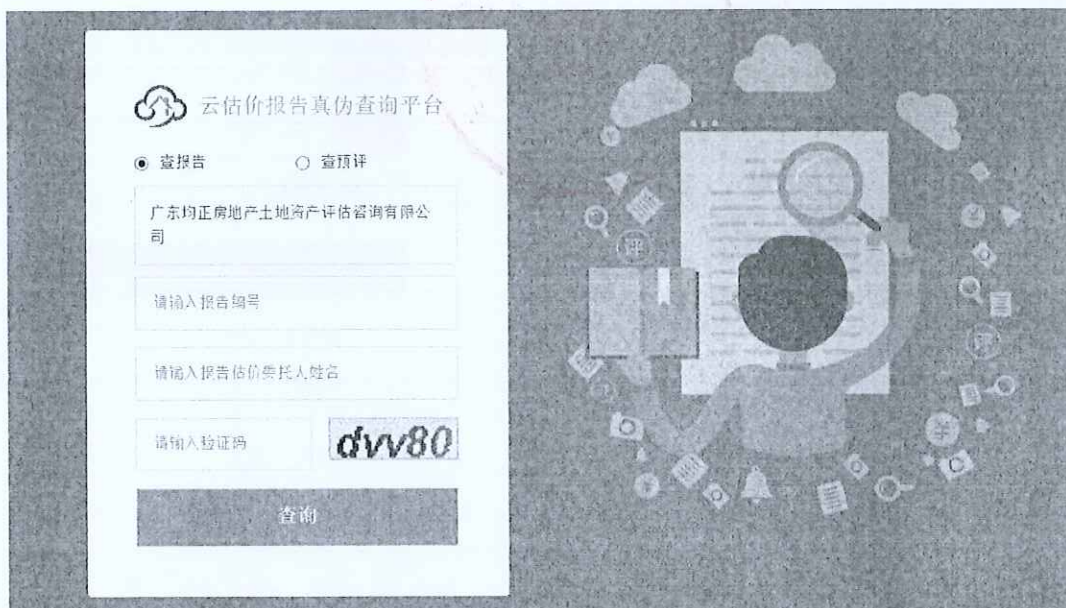 云估价报告真伪查询平台
查报告
查预评
广东均正房地产土地资产评估咨询有限公
司
请输入报告编号
请输入报告估价委托人姓名
请输入验证码
dvv80
查询
评
评